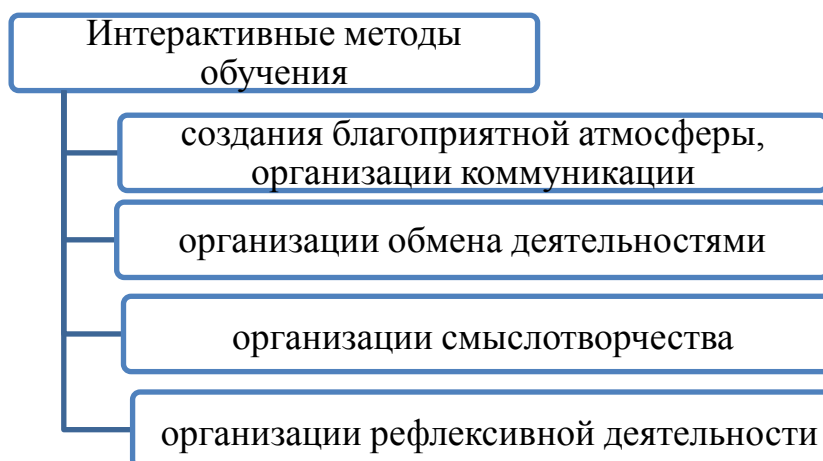 Интерактивные методы
обучения
создания благоприятной атмосферы,
организации коммуникации
организации обмена деятельностями
организации смыслотворчества
организации рефлексивной деятельности